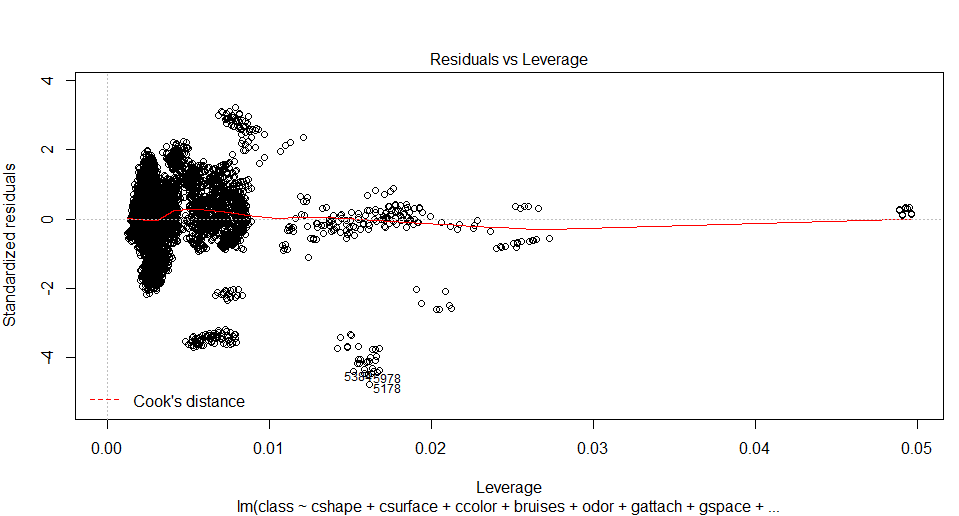 Residuals vs Leverage
Standardized residuals
4
2
0
-2
-4
5978
5178
Cook's distance
0.00 0.01 0.02 0.03 0.04 0.05
Leverage
lm(class ~ cshape + csurface + ccolor + bruises + odor + gattach + gspace + ...